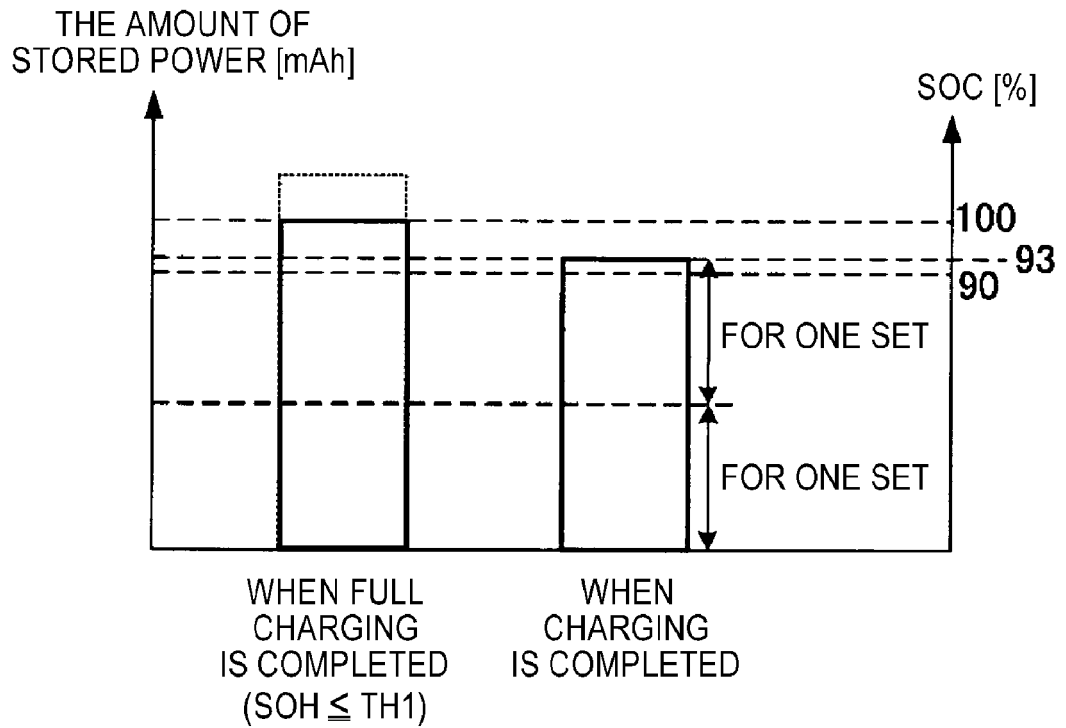 THE AMOUNT OF
STORED POWER [mAh]
SOC [%]
100
93
90
FOR ONE SET
FOR ONE SET
WHEN FULL
CHARGING
IS COMPLETED
(SOH ≦ TH1)
WHEN
CHARGING
IS COMPLETED